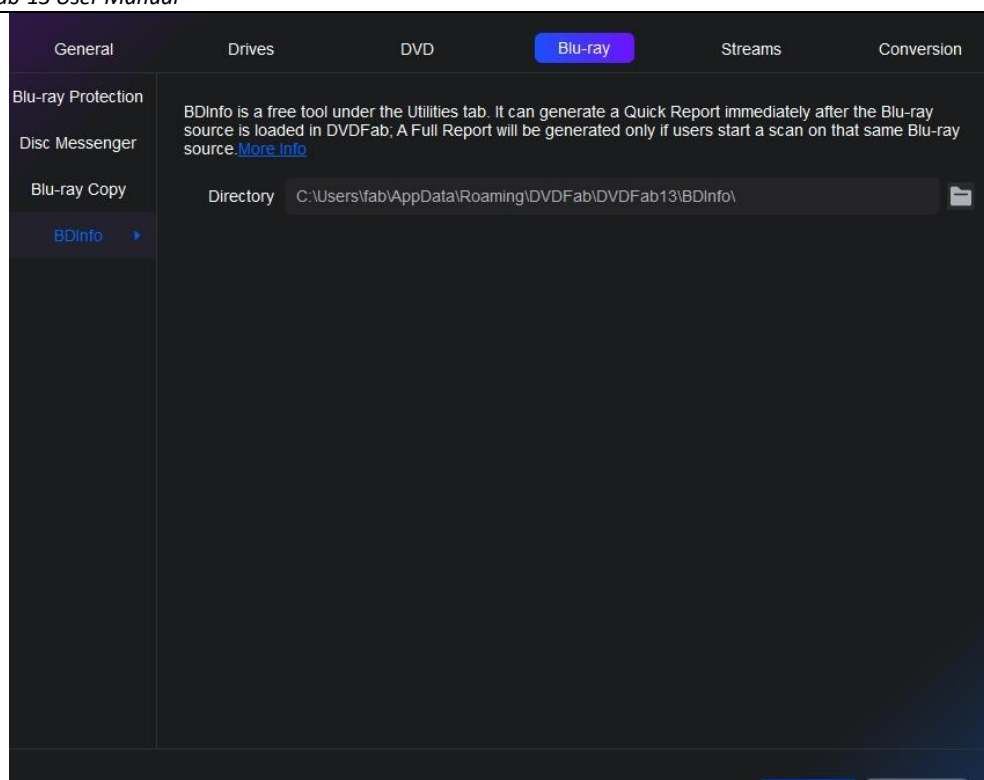 13 User Manual
General Drives DVD Blu-ray Streams Conversion
Blu-ray Protection
Disc Messenger
Blu-ray Copy
BDInfo
BDInfo is a free tool under the Utilities tab. It can generate a Quick Report immediately after the Blu-ray
source is loaded in DVDFab; A Full Report will be generated only if users start a scan on that same Blu-ray
source.More Info
Directory C:\Users\fab\AppData\Roaming\DVDFab\DVDFab13\BDInfo\